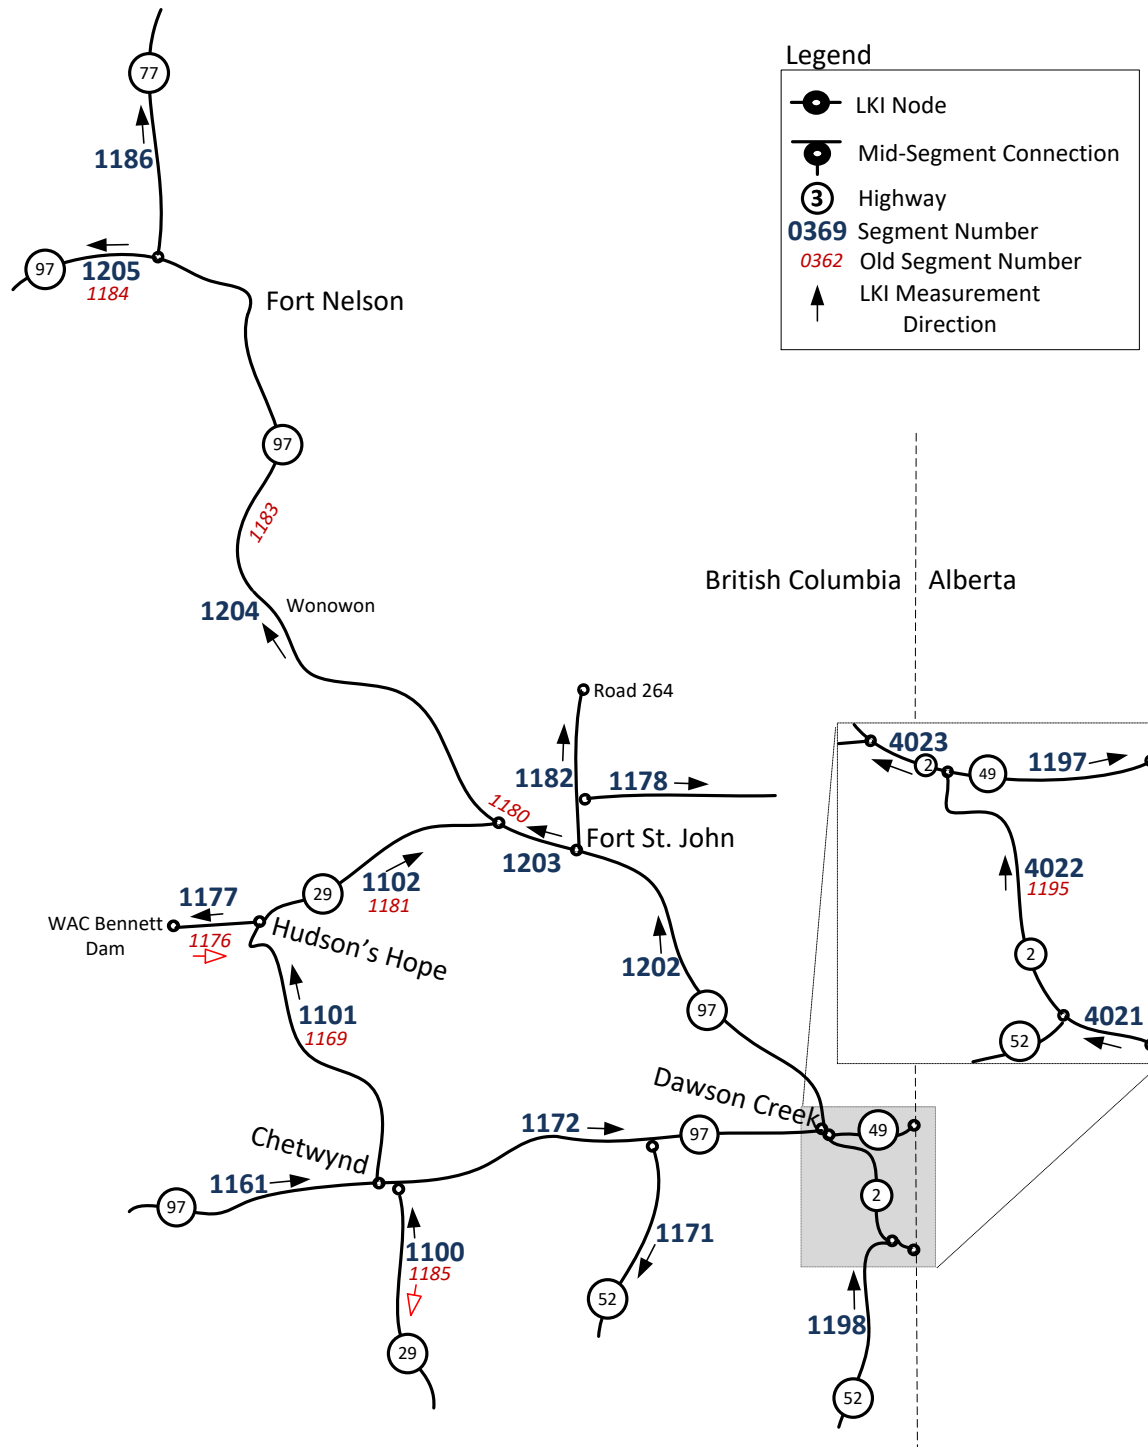 77
Legend
LKI Node
1186
Mid-Segment Connection
3 Highway
0369 Segment Number
97
1205
0362 Old Segment Number
1184
LKI Measurement
Direction
Fort Nelson
97
1183
British Columbia
Alberta
1204
Wonowon
Road 264
4023
2
49
1197
1182
1178
1180
Fort St. John
1203
4022
1195
29
1102
1181
1177
WAC Bennett
Dam
1176
Hudson's Hope
1202
2
97
1101
1169
4021
52
Dawson Creek
1172
97
49
Chetwynd
1161
97
2
1171
1100
1185
52
1198
29
52